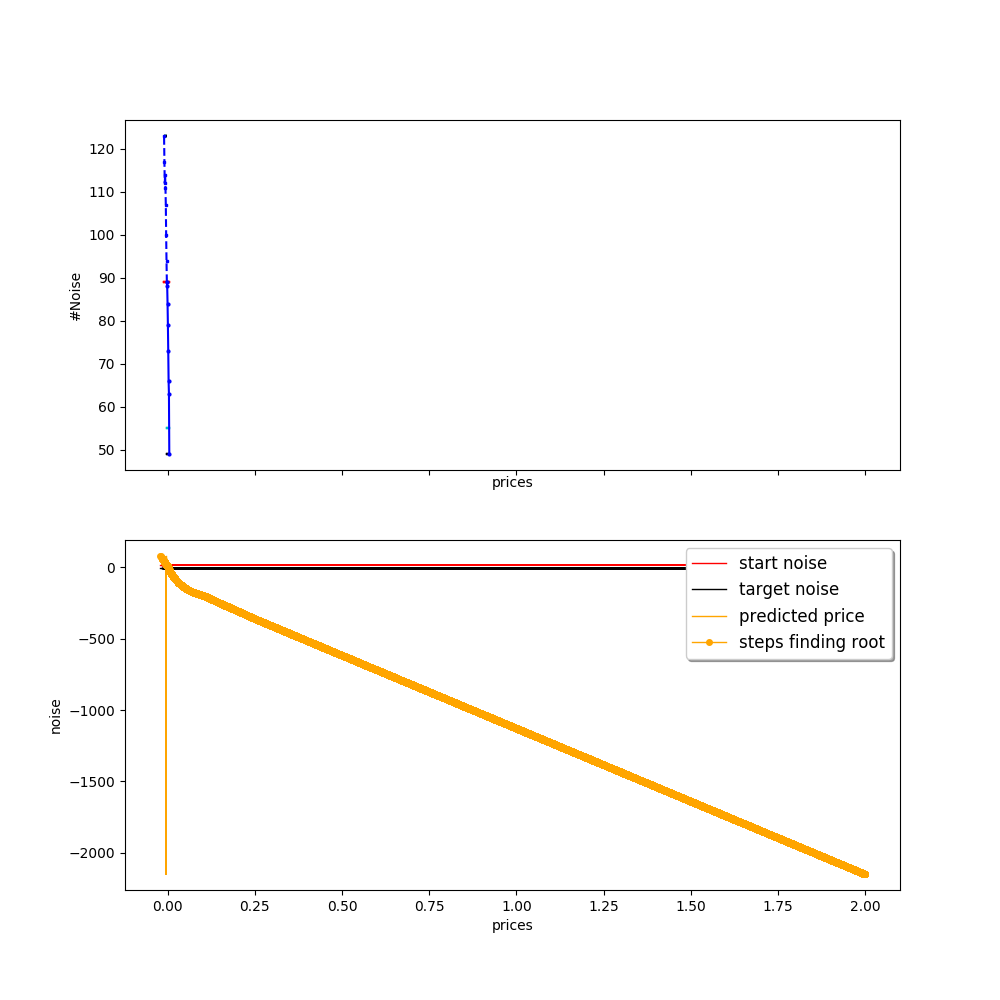 120
110
100
90
80
70
60
50
#Noise
prices
0
−500
−1000
−1500
−2000
noise
start noise
target noise
predicted price
steps finding root
0.00 0.25 0.50 0.75 1.00 1.25 1.50 1.75 2.00
prices